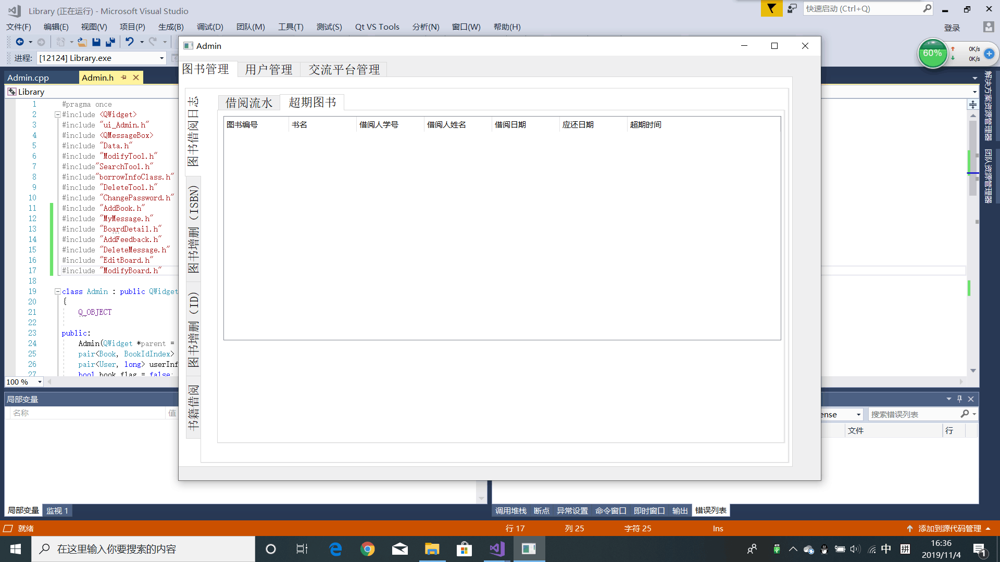 Library (正在运行) - Microsoft Visual Studio
快速启动 (Ctrl+Q)
文件(F) 编辑(E) 视图(V) 项目(P) 生成(B) 调试(D) 团队(M) 工具(T) 测试(S) Qt VS Tools 分析(N) 窗口(W) 帮助(H)
登录
进程: [12124] Library.exe
60% 0K/s
0K/s
Admin.cpp Admin.h
Library
1 #pragma once
2 #include <QWidget>
3 #include "ui_Admin.h"
4 #include <QMessageBox>
5 #include "Data.h"
6 #include "ModifyTool.h"
7 #include"SearchTool.h"
8 #include"borrowInfoClass.h"
9 #include "DeleteTool.h"
10 #include "ChangePassword.h"
11 #include "AddBook.h"
12 #include "MyMessage.h"
13 #include "BoardDetail.h"
14 #include "AddFeedback.h"
15 #include "DeleteMessage.h"
16 #include "EditBoard.h"
17 #include "ModifyBoard.h"
18
19 class Admin : public QWidget
20 {
21 Q_OBJECT
22
23 public:
24 Admin(QWidget *parent =
25 pair<Book, BookIdIndex>
26 pair<User, long> userInf
27 bool book_flag = false;
100 %
Admin
图书管理 用户管理 交流平台管理
图书借阅日志
图书增删（ISBN）
图书增删（ID）
书籍借阅
借阅流水 超期图书
图书编号 书名 借阅人学号 借阅人姓名 借阅日期 应还日期 超期时间
解决方案资源管理器
团队资源管理器
局部变量
名称 值
ense 搜索错误列表
文件 行
局部变量 监视 1
调用堆栈 断点 异常设置 命令窗口 即时窗口 输出 错误列表
就绪 行 17 列 25 字符 25 Ins 添加到源代码管理
在这里输入你要搜索的内容
中 拼
16:36
2019/11/4
1